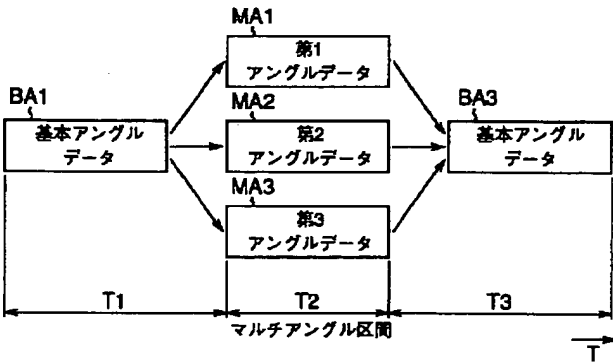 MA1
第1
アングルデータ
BA1
基本アングル
データ
MA2
第2
アングルデータ
BA3
基本アングル
データ
MA3
第3
アングルデータ
T1
T2
T3
マルチアングル区間
T